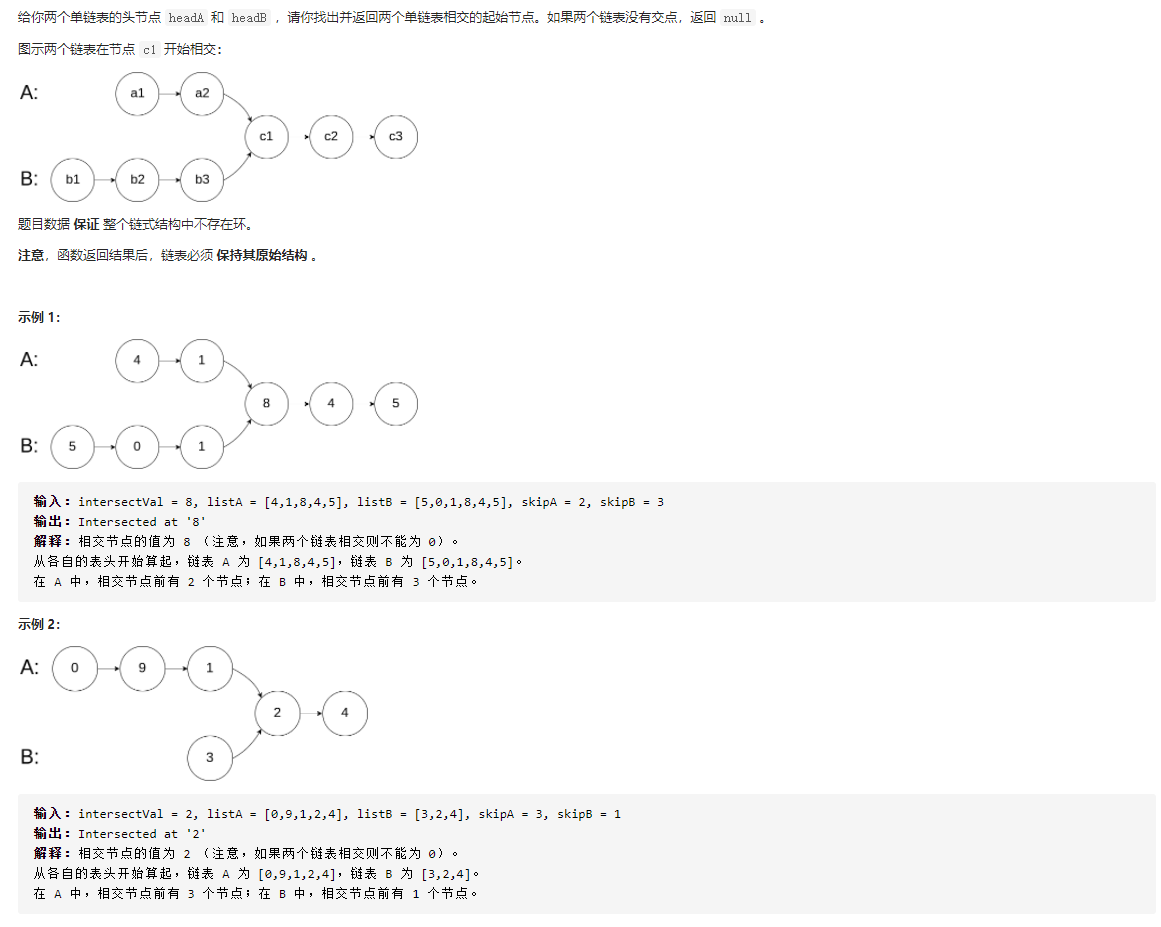 给你两个单链表的头节点 headA 和 headB ，请你找出并返回两个单链表相交的起始节点。如果两个链表没有交点，返回 null 。
图示两个链表在节点 c1 开始相交：
A: a1 a2
c1 c2 c3
B: b1 b2 b3
题目数据 保证 整个链式结构中不存在环。
注意，函数返回结果后，链表必须 保持其原始结构 。
示例 1：
A: 4 1
8 4 5
B: 5 0 1
输入：intersectVal = 8, listA = [4,1,8,4,5], listB = [5,0,1,8,4,5], skipA = 2, skipB = 3
输出：Intersected at '8'
解释：相交节点的值为 8 （注意，如果两个链表相交则不能为 0）。
从各自的表头开始算起，链表 A 为 [4,1,8,4,5]，链表 B 为 [5,0,1,8,4,5]。
在 A 中，相交节点前有 2 个节点；在 B 中，相交节点前有 3 个节点。
示例 2：
A: 0 9 1
2 4
B: 3
输入：intersectVal = 2, listA = [0,9,1,2,4], listB = [3,2,4], skipA = 3, skipB = 1
输出：Intersected at '2'
解释：相交节点的值为 2 （注意，如果两个链表相交则不能为 0）。
从各自的表头开始算起，链表 A 为 [0,9,1,2,4]，链表 B 为 [3,2,4]。
在 A 中，相交节点前有 3 个节点；在 B 中，相交节点前有 1 个节点。